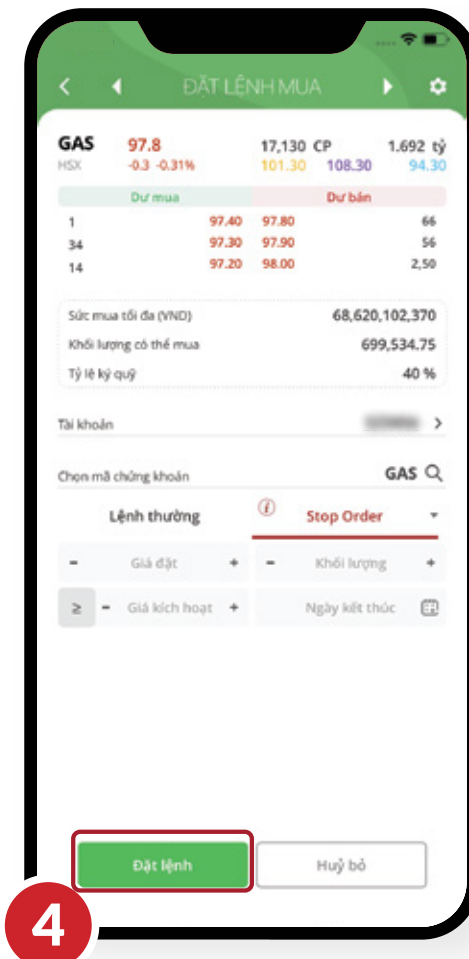 ĐẶT LỆNH MUA
GAS 97.8 17,130 CP 1.692 tỷ
HSX -0.3 -0.31% 101.30 108.30 94.30
Dư mua Dư bán
1 97.40 97.80 66
34 97.30 97.90 56
14 97.20 98.00 2,50
Sức mua tối đa (VND) 68,620,102,370
Khối lượng có thể mua 699,534.75
Tỷ lệ ký quỹ 40 %
Tài khoản
Chọn mã chứng khoán GAS
Lệnh thường i Stop Order
- Giá đặt + - Khối lượng +
≥ - Giá kích hoạt + Ngày kết thúc
Đặt lệnh Huỷ bỏ
4